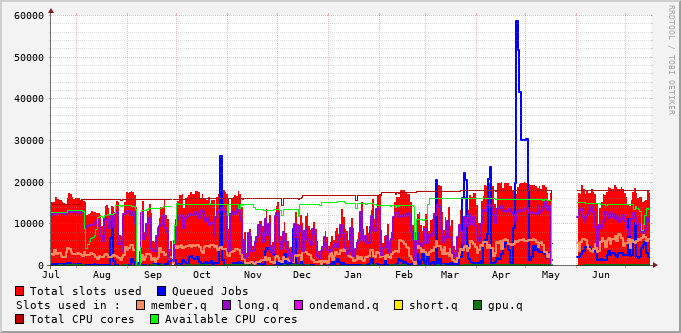 60000
50000
40000
30000
20000
10000
0
Jul Aug Sep Oct Nov Dec Jan Feb Mar Apr May Jun
RRDTOOL / TOBI OETIKER
Total slots used Queued Jobs
Slots used in : member.q long.q ondemand.q short.q gpu.q
Total CPU cores Available CPU cores